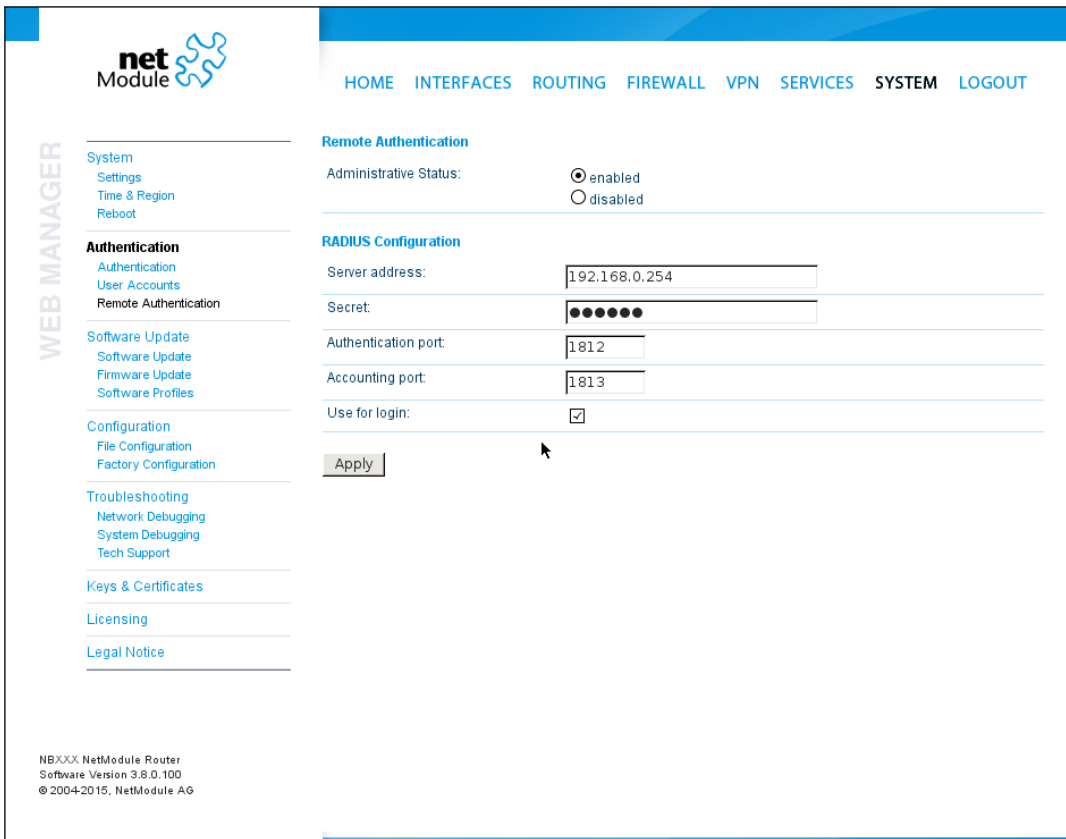 net
Module
HOME INTERFACES ROUTING FIREWALL VPN SERVICES SYSTEM LOGOUT
WEB MANAGER
System
Settings
Time & Region
Reboot
Authentication
Authentication
User Accounts
Remote Authentication
Software Update
Software Update
Firmware Update
Software Profiles
Configuration
File Configuration
Factory Configuration
Troubleshooting
Network Debugging
System Debugging
Tech Support
Keys & Certificates
Licensing
Legal Notice
Remote Authentication
Administrative Status: enabled
disabled
RADIUS Configuration
Server address: 192.168.0.254
Secret: ●●●●●●
Authentication port: 1812
Accounting port: 1813
Use for login:
Apply
NBXXX NetModule Router
Software Version 3.8.0.100
© 2004-2015, NetModule AG